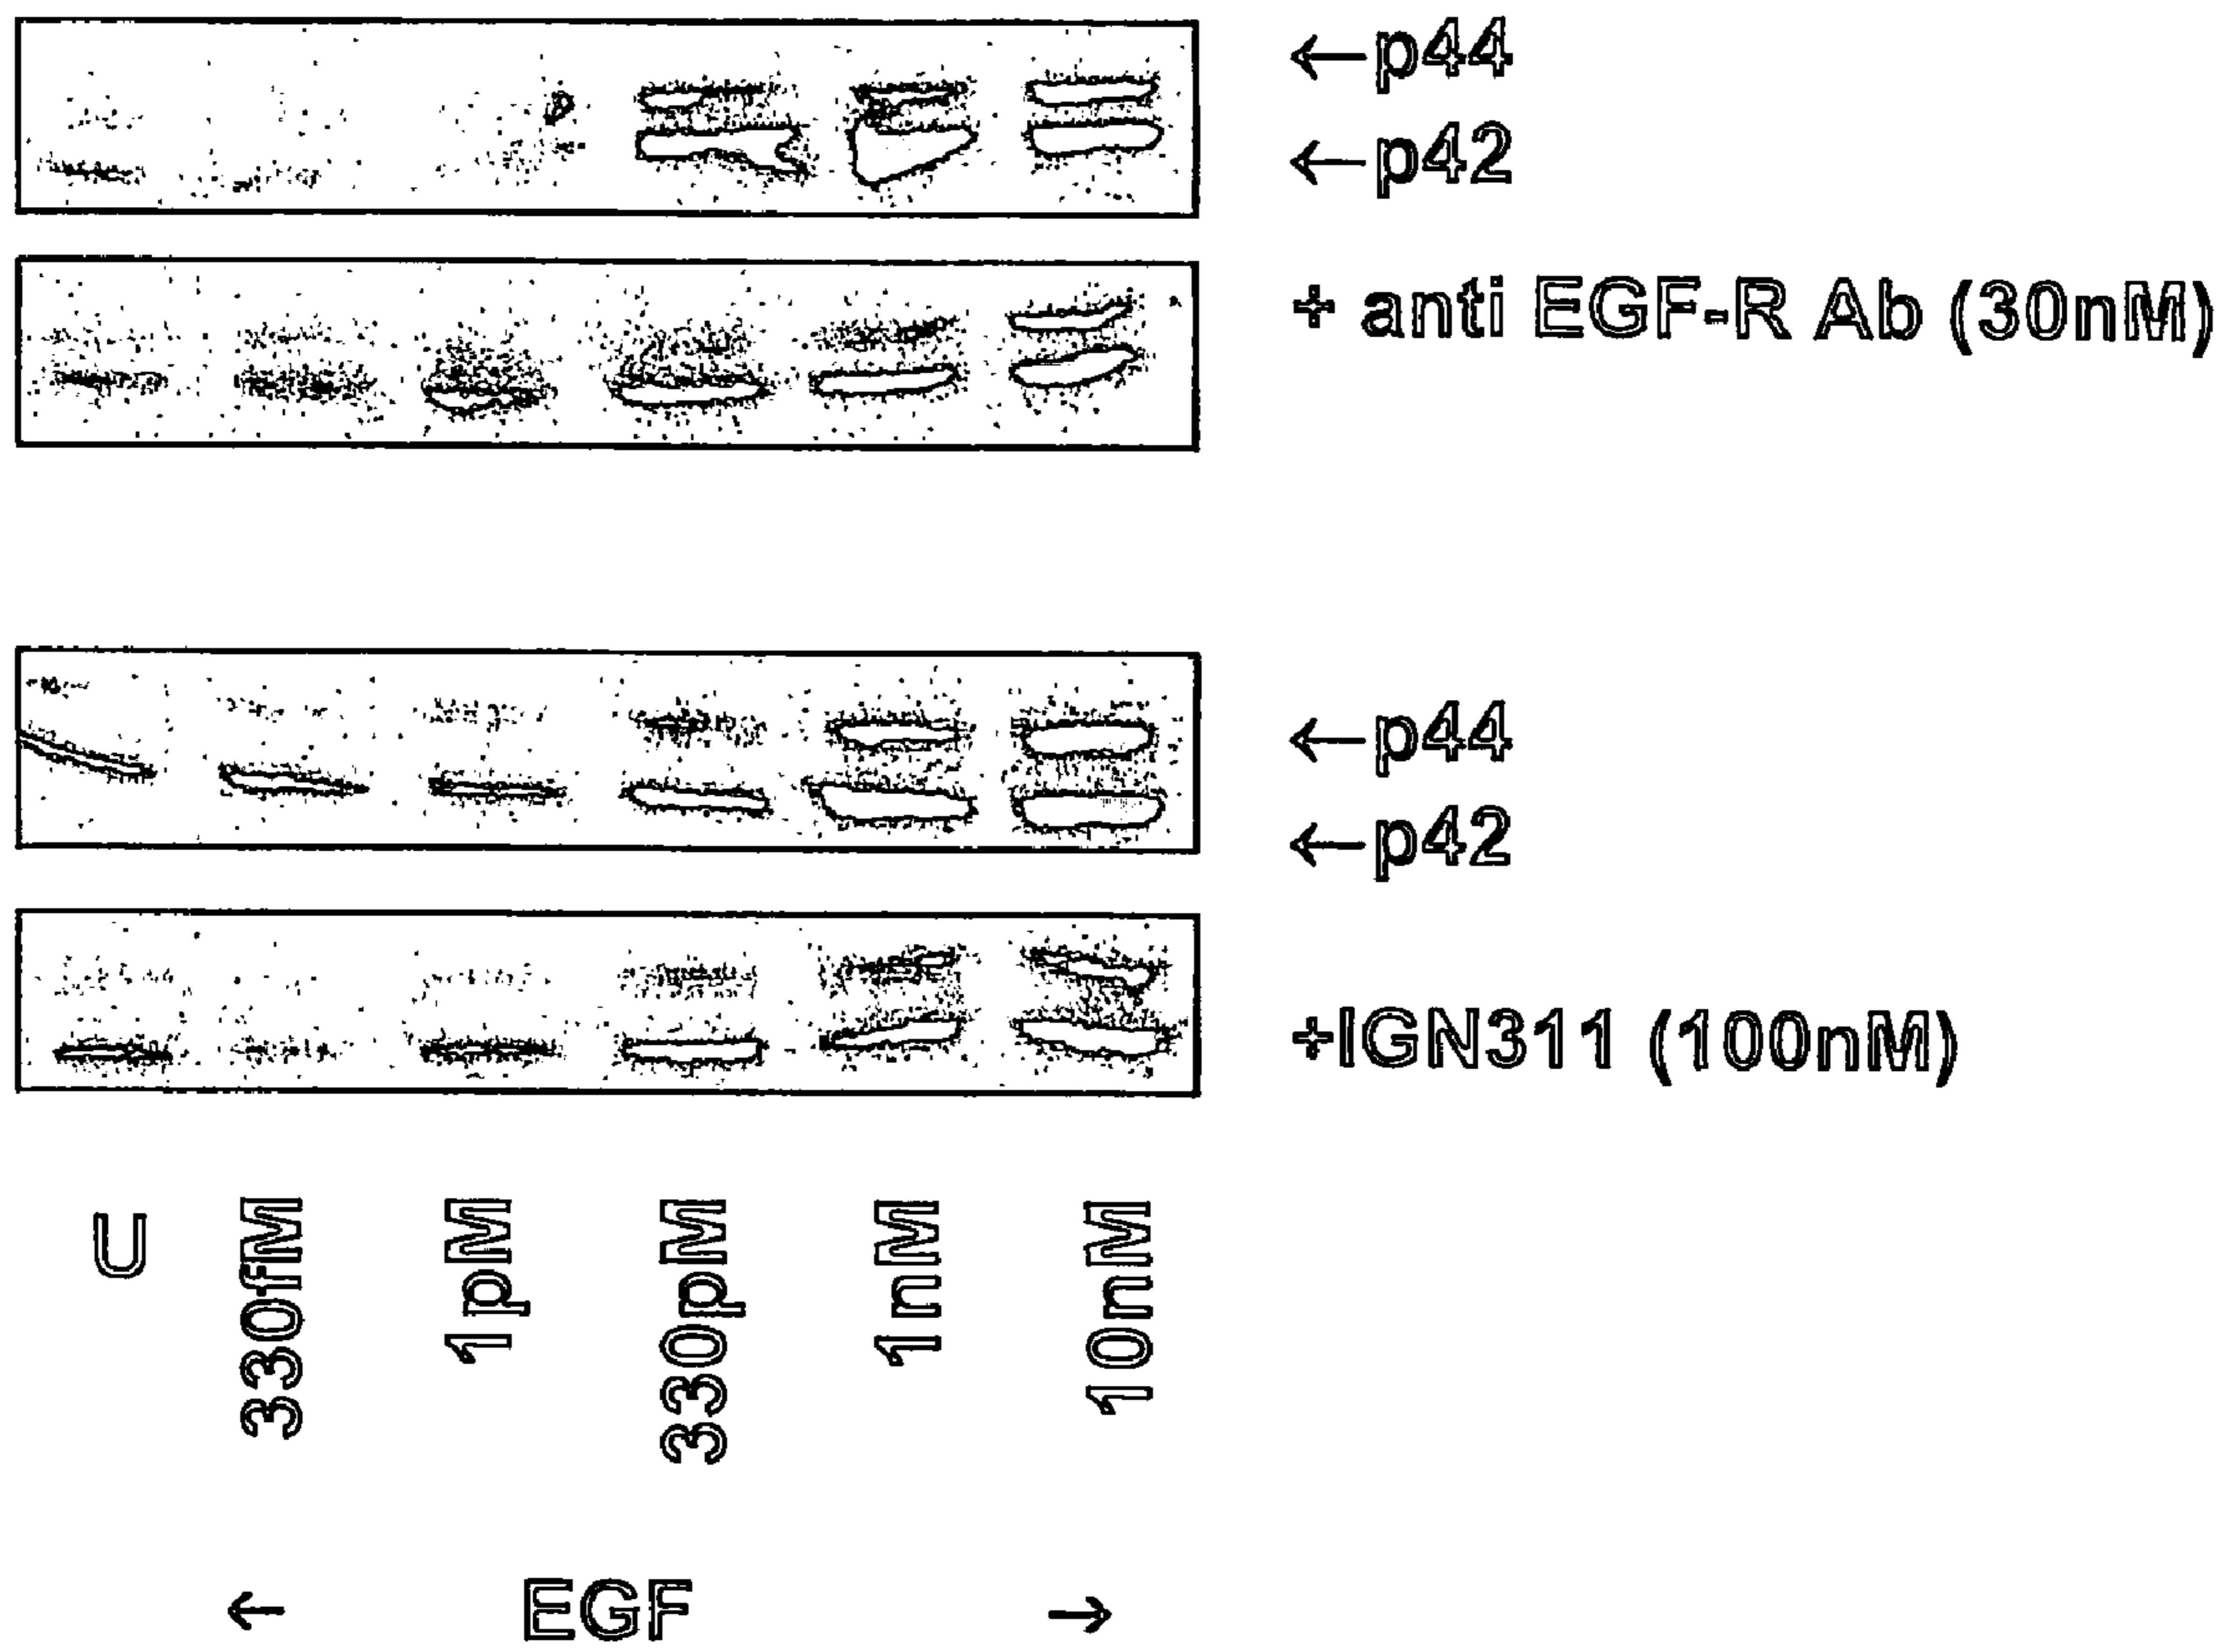 ←p44
←p42
+ anti EGF-R Ab (30nM)
←p44
←p42
+IGN311 (100nM)
U 330fM 1pM 330pM 1nM 10nM
← EGF →